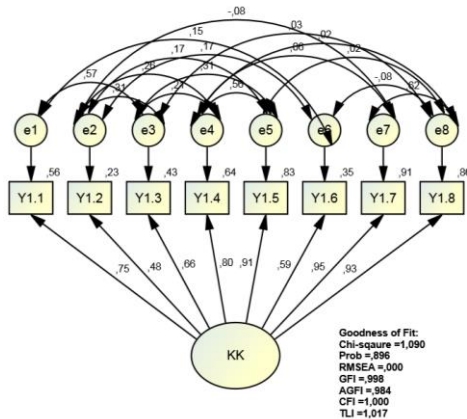 -,08
,15
,03
,02
,17
,17
,06
,02
,57
,26
,31
,21
,56
-,08
e1
e2
e3
e4
e5
e6
e7
e8
,56
,23
,43
,64
,83
,35
,91
Y1.1
Y1.2
Y1.3
Y1.4
Y1.5
Y1.6
Y1.7
Y1.8
,75
,48
,66
,80
,91
,59
,95
,93
KK
Goodness of Fit:
Chi-sqaure =1,090
Prob =,896
RMSEA =,000
GFI =,998
AGFI =,984
CFI =1,000
TLI =1,017